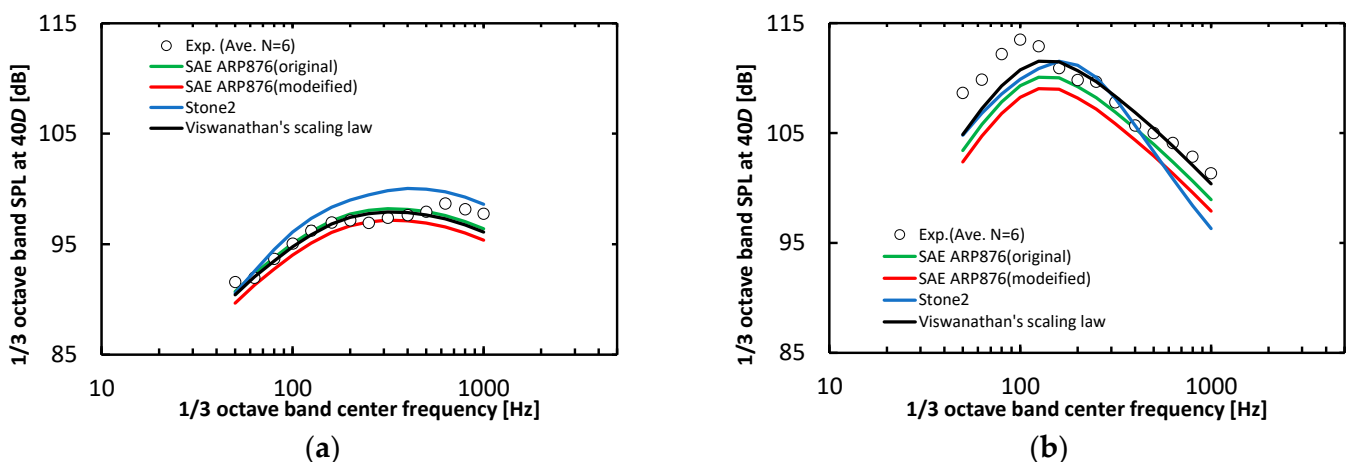 1/3 octave band SPL at 40D [dB]
115
105
95
85
Exp. (Ave. N=6)
SAE ARP876(original)
SAE ARP876(modeified)
Stone2
Viswanathan's scaling law
10
100
1000
1/3 octave band center frequency [Hz]
(a)
1/3 octave band SPL at 40D [dB]
115
105
95
85
Exp.(Ave. N=6)
SAE ARP876(original)
SAE ARP876(modeified)
Stone2
Viswanathan's scaling law
10
100
1000
1/3 octave band center frequency [Hz]
(b)